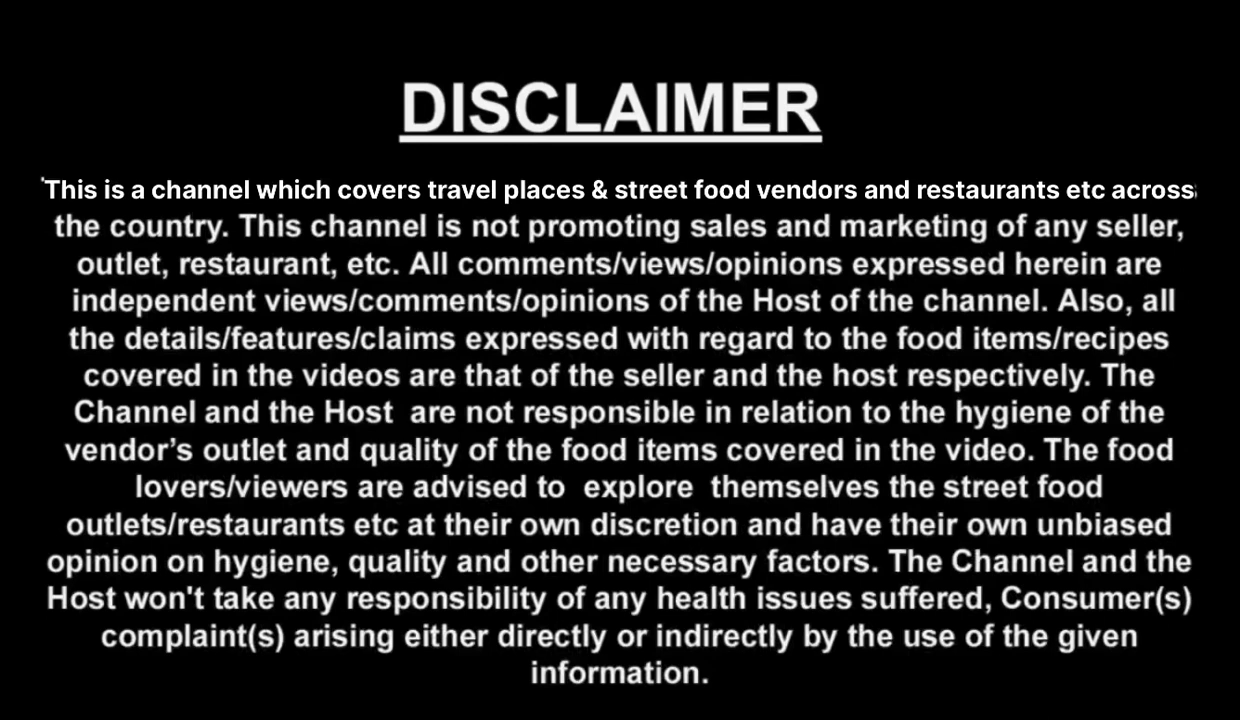 DISCLAIMER
This is a channel which covers travel places & street food vendors and restaurants etc across
the country. This channel is not promoting sales and marketing of any seller,
outlet, restaurant, etc. All comments/views/opinions expressed herein are
independent views/comments/opinions of the Host of the channel. Also, all
the details/features/claims expressed with regard to the food items/recipes
covered in the videos are that of the seller and the host respectively. The
Channel and the Host  are not responsible in relation to the hygiene of the
vendor’s outlet and quality of the food items covered in the video. The food
lovers/viewers are advised to  explore  themselves the street food
outlets/restaurants etc at their own discretion and have their own unbiased
opinion on hygiene, quality and other necessary factors. The Channel and the
Host won't take any responsibility of any health issues suffered, Consumer(s)
complaint(s) arising either directly or indirectly by the use of the given
information.